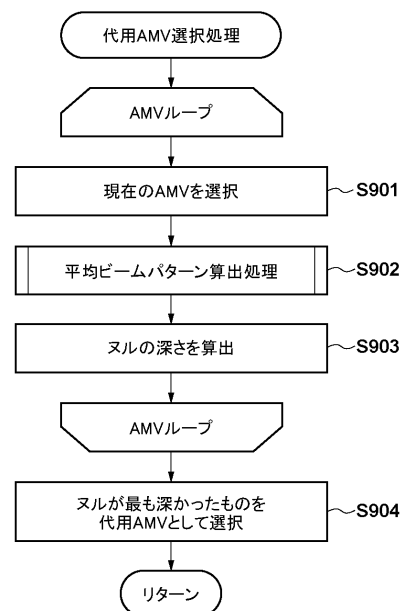 代用AMV選択処理
AMVループ
現在のAMVを選択
S901
平均ビームパターン算出処理
S902
ヌルの深さを算出
S903
AMVループ
ヌルが最も深かったものを
代用AMVとして選択
S904
リターン